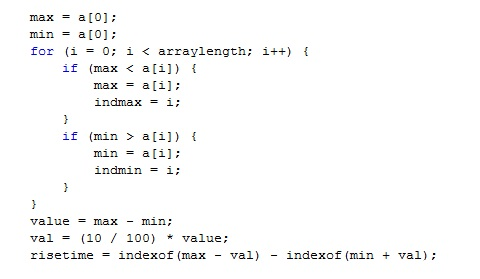 max = a[0];
min = a[0];
for (i = 0; i < arraylength; i++) {
    if (max < a[i]) {
        max = a[i];
        indmax = i;
    }
    if (min > a[i]) {
        min = a[i];
        indmin = i;
    }
}
value = max - min;
val = (10 / 100) * value;
risetime = indexof(max - val) - indexof(min + val);